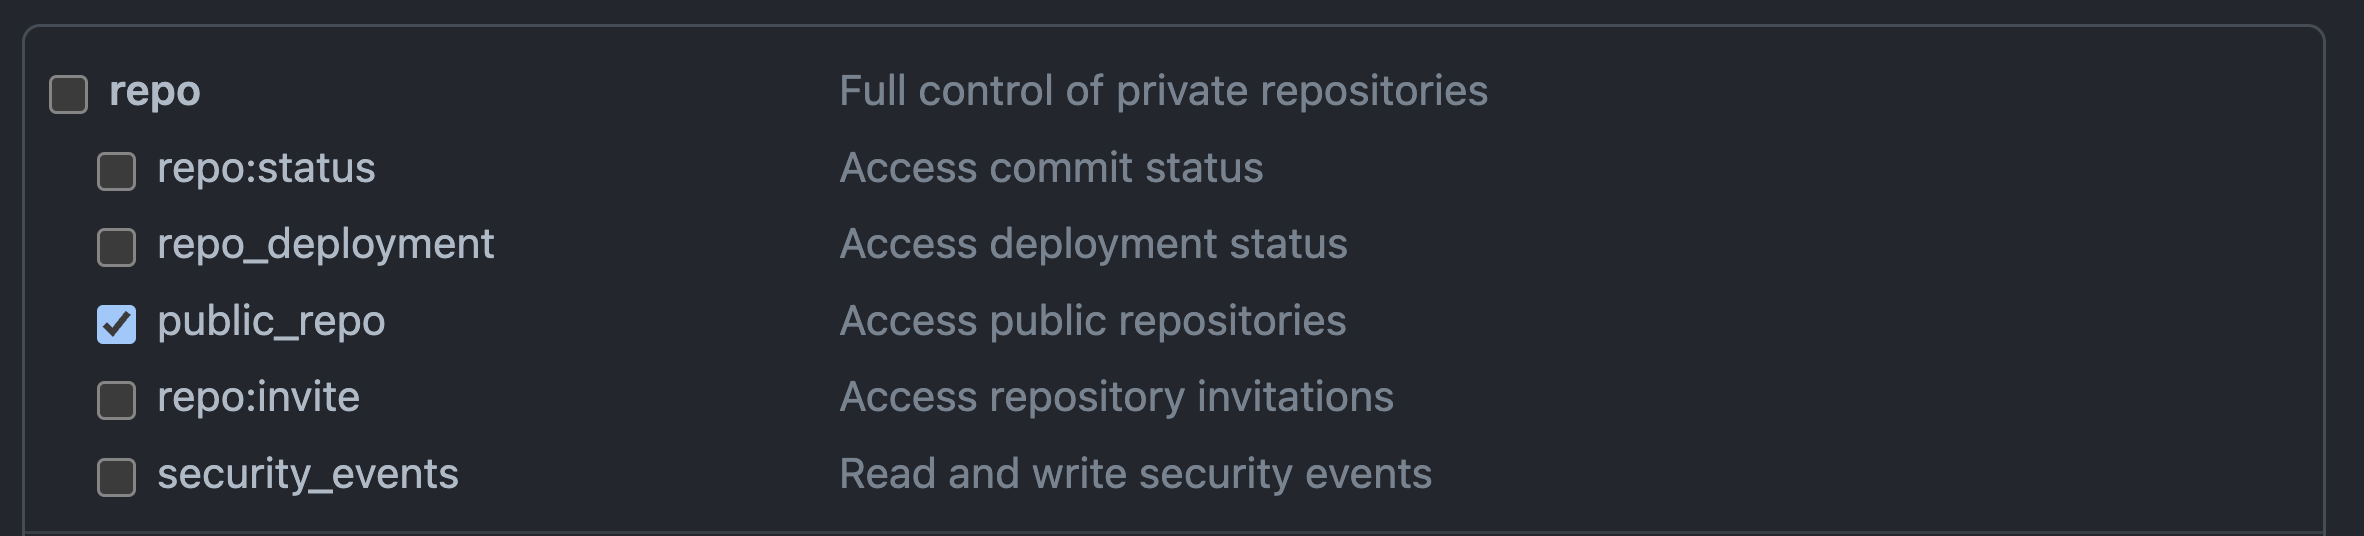 repo Full control of private repositories
repo:status Access commit status
repo_deployment Access deployment status
public_repo Access public repositories
repo:invite Access repository invitations
security_events Read and write security events